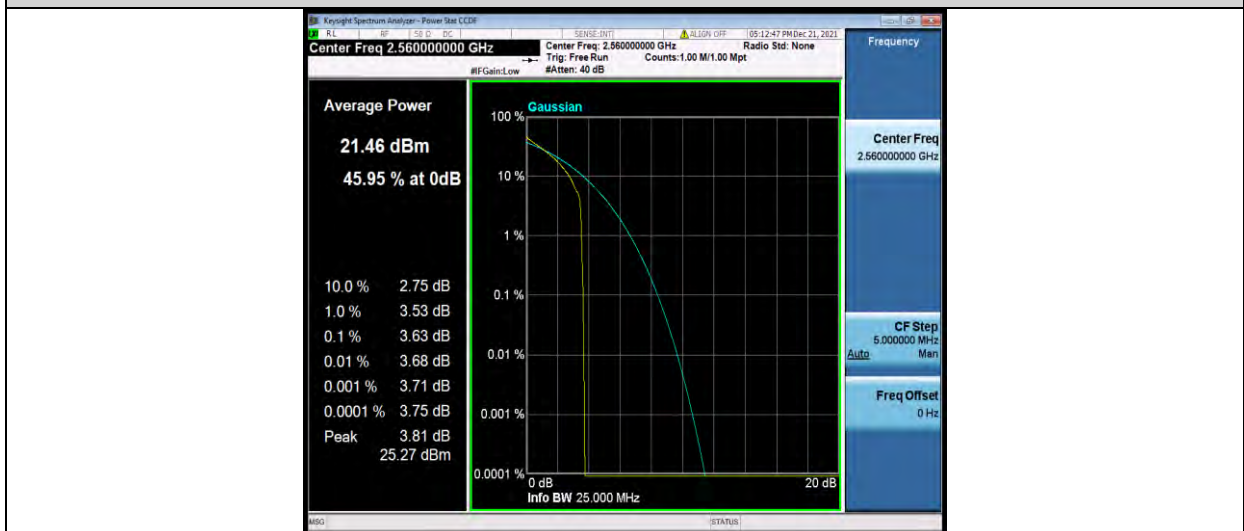 Keysight Spectrum Analyzer - Power Stat CCDF
RL RF 50 Ω DC SENSE:INT ALIGN OFF 05:12:47 PM Dec 21, 2021
Center Freq 2.560000000 GHz
Center Freq: 2.560000000 GHz Radio Std: None
Trig: Free Run Counts:1.00 M/1.00 Mpt
#IFGain:Low #Atten: 40 dB
Frequency
Average Power
21.46 dBm
45.95 % at 0dB
10.0 % 2.75 dB
1.0 % 3.53 dB
0.1 % 3.63 dB
0.01 % 3.68 dB
0.001 % 3.71 dB
0.0001 % 3.75 dB
Peak 3.81 dB
25.27 dBm
Gaussian
100 %
10 %
1 %
0.1 %
0.01 %
0.001 %
0.0001 %
0 dB 20 dB
Info BW 25.000 MHz
Center Freq
2.560000000 GHz
CF Step
5.000000 MHz
Auto Man
Freq Offset
0 Hz
MSG STATUS